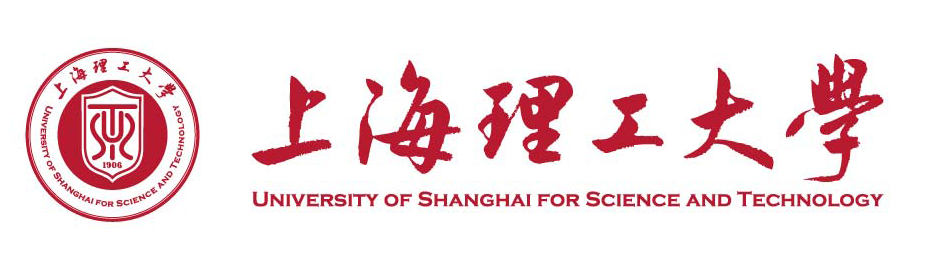 上海理工大學
UNIVERSITY OF SHANGHAI FOR SCIENCE AND TECHNOLOGY
1906
上海理工大學
UNIVERSITY OF SHANGHAI FOR SCIENCE AND TECHNOLOGY